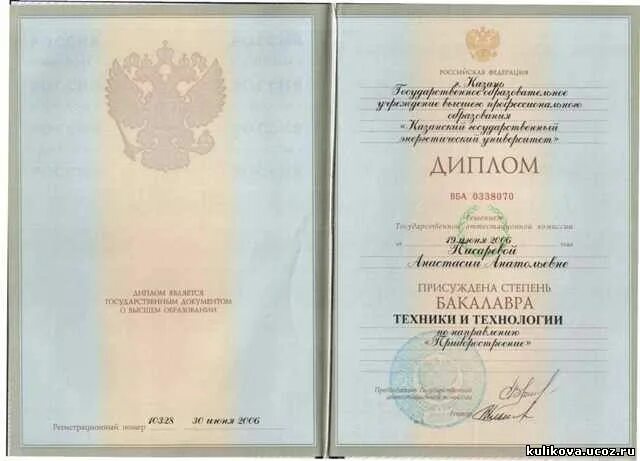 ДИПЛОМ ЯВЛЯЕТСЯ
ГОСУДАРСТВЕННЫМ ДОКУМЕНТОМ
О ВЫСШЕМ ОБРАЗОВАНИИ
Регистрационный номер 10328 30 июня 2006
РОССИЙСКАЯ ФЕДЕРАЦИЯ
г. Казань
Государственное образовательное
учреждение высшего профессионального
образования
«Казанский государственный
энергетический университет»
ДИПЛОМ
ВБА 0338070
Решением
Государственной аттестационной комиссии
от 19 июня 2006 года
Писаревой
Анастасии Анатольевне
ПРИСУЖДЕНА СТЕПЕНЬ
БАКАЛАВРА
ТЕХНИКИ И ТЕХНОЛОГИИ
по направлению
«Приборостроение»
Председатель Государственной
аттестационной комиссии
Ректор
kulikova.ucoz.ru